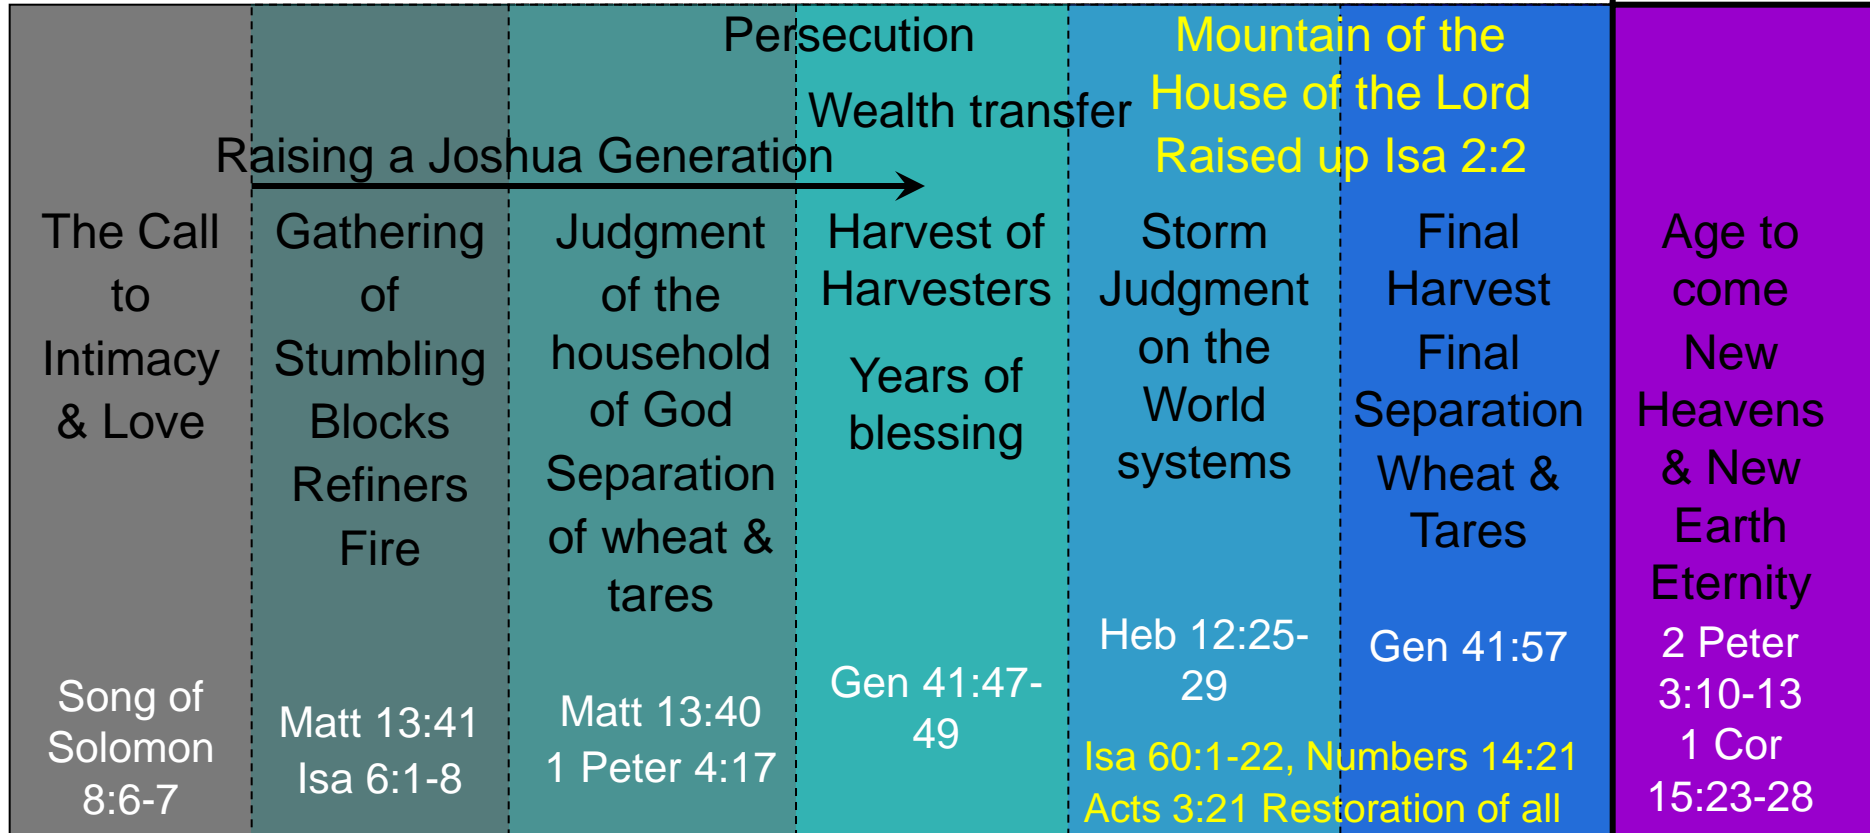 Persecution
Wealth transfer
Mountain of the
House of the Lord
Raised up Isa 2:2
Raising a Joshua Generation
The Call
to
Intimacy
& Love
Song of
Solomon
8:6-7
Gathering
of
Stumbling
Blocks
Refiners
Fire
Matt 13:41
Isa 6:1-8
Judgment
of the
household
of God
Separation
of wheat &
tares
Matt 13:40
1 Peter 4:17
Harvest of
Harvesters
Years of
blessing
Gen 41:47-
49
Storm
Judgment
on the
World
systems
Heb 12:25-
29
Final
Harvest
Final
Separation
Wheat &
Tares
Gen 41:57
Isa 60:1-22, Numbers 14:21
Acts 3:21 Restoration of all
Age to
come
New
Heavens
& New
Earth
Eternity
2 Peter
3:10-13
1 Cor
15:23-28